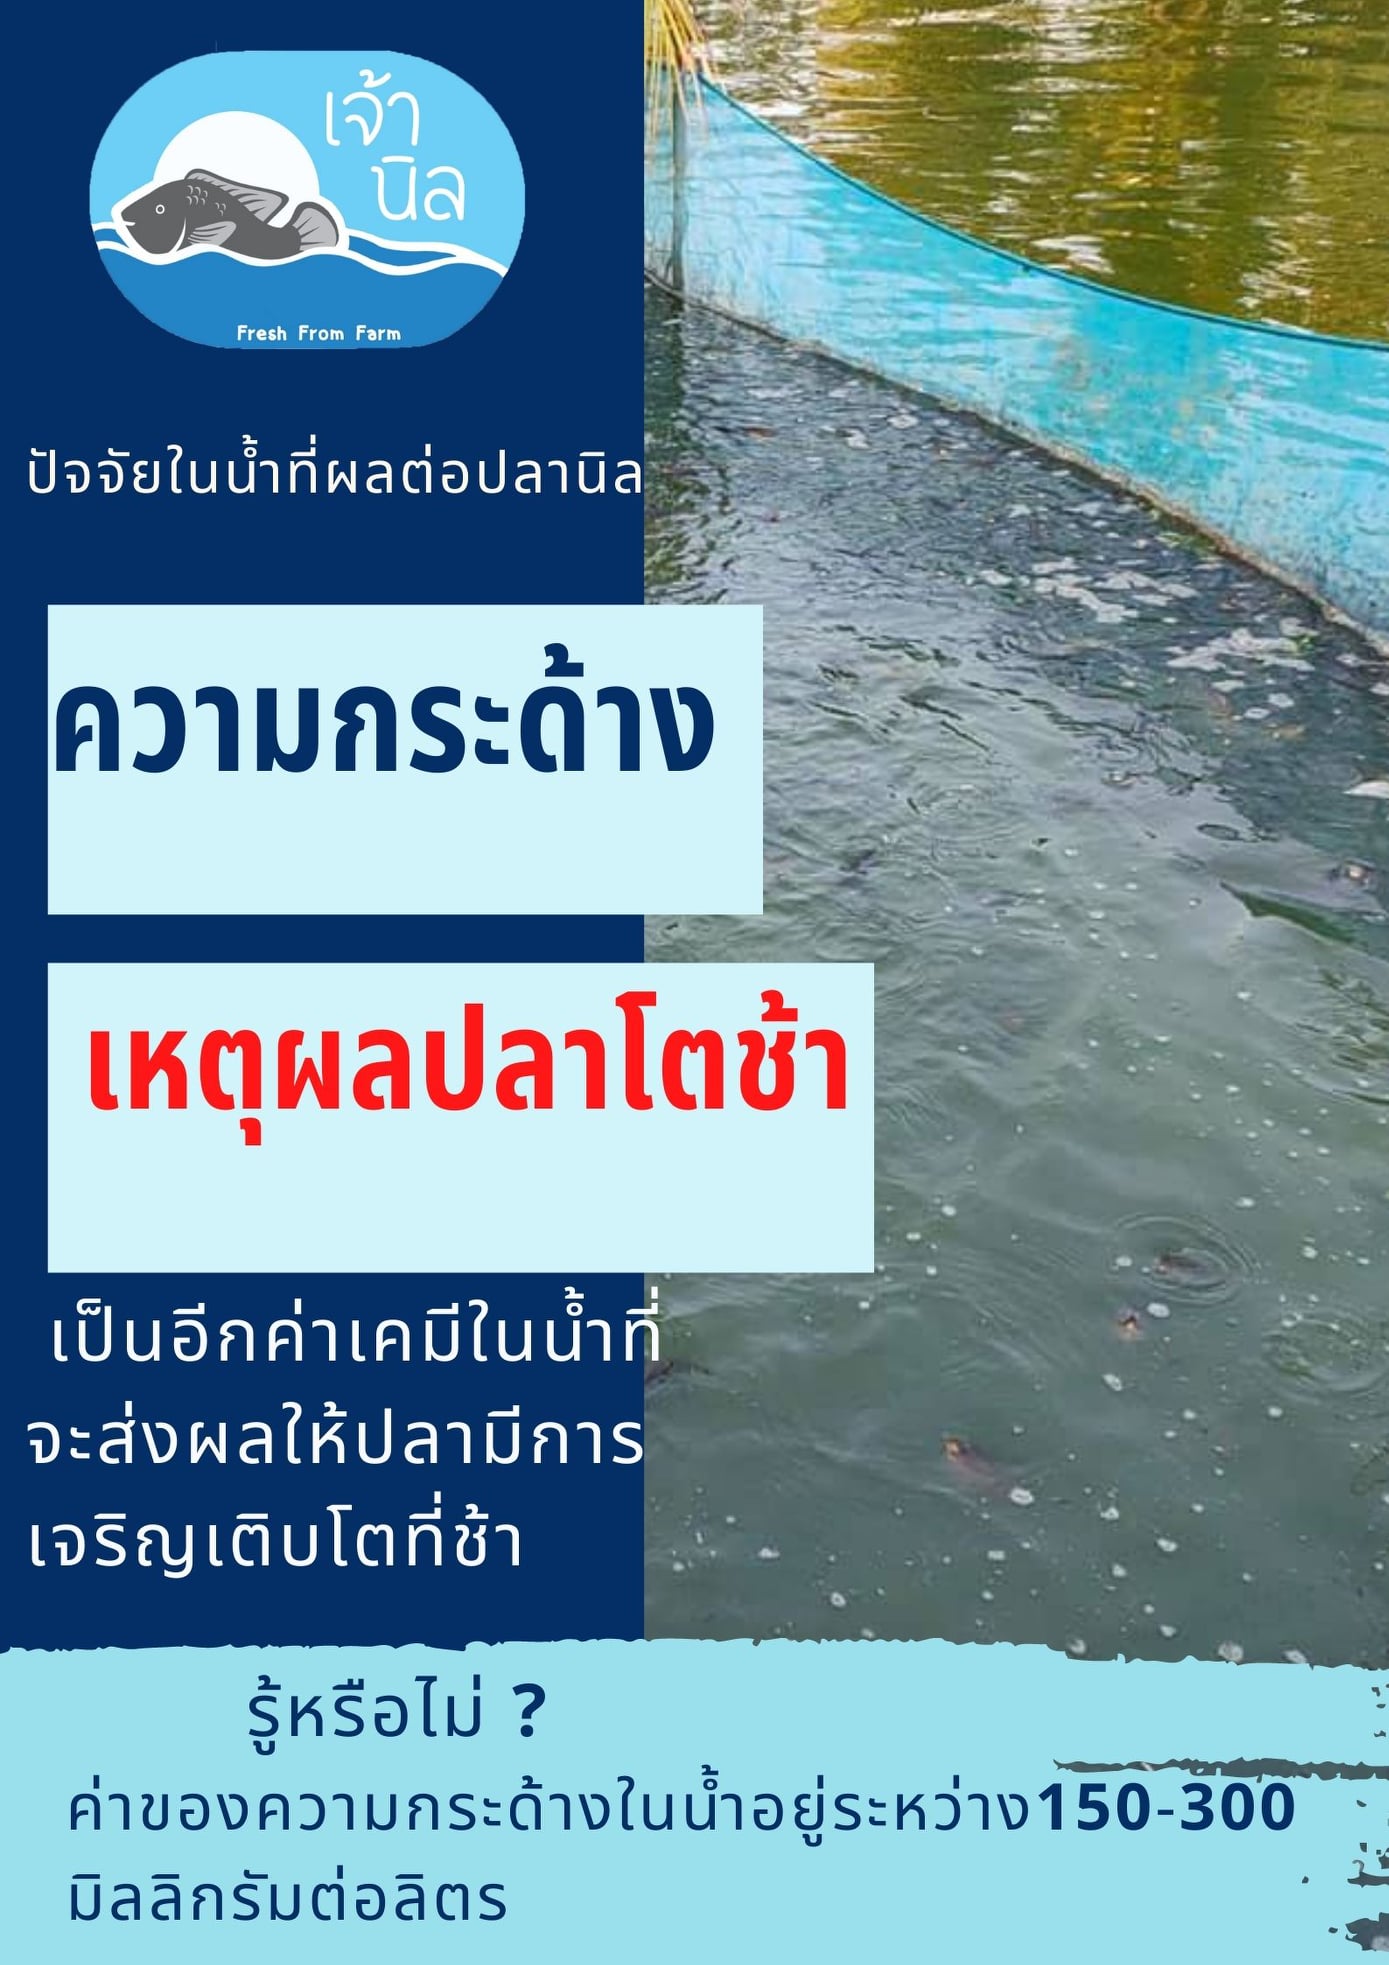 เจ้า
นิล
Fresh From Farm
ปัจจัยในน้ำที่ผลต่อปลานิล
ความกระด้าง
เหตุผลปลาโตช้า
เป็นอีกค่าเคมีในน้ำที่
จะส่งผลให้ปลามีการ
เจริญเติบโตที่ช้า
รู้หรือไม่ ?
ค่าของความกระด้างในน้ำอยู่ระหว่าง150-300
มิลลิกรัมต่อลิตร